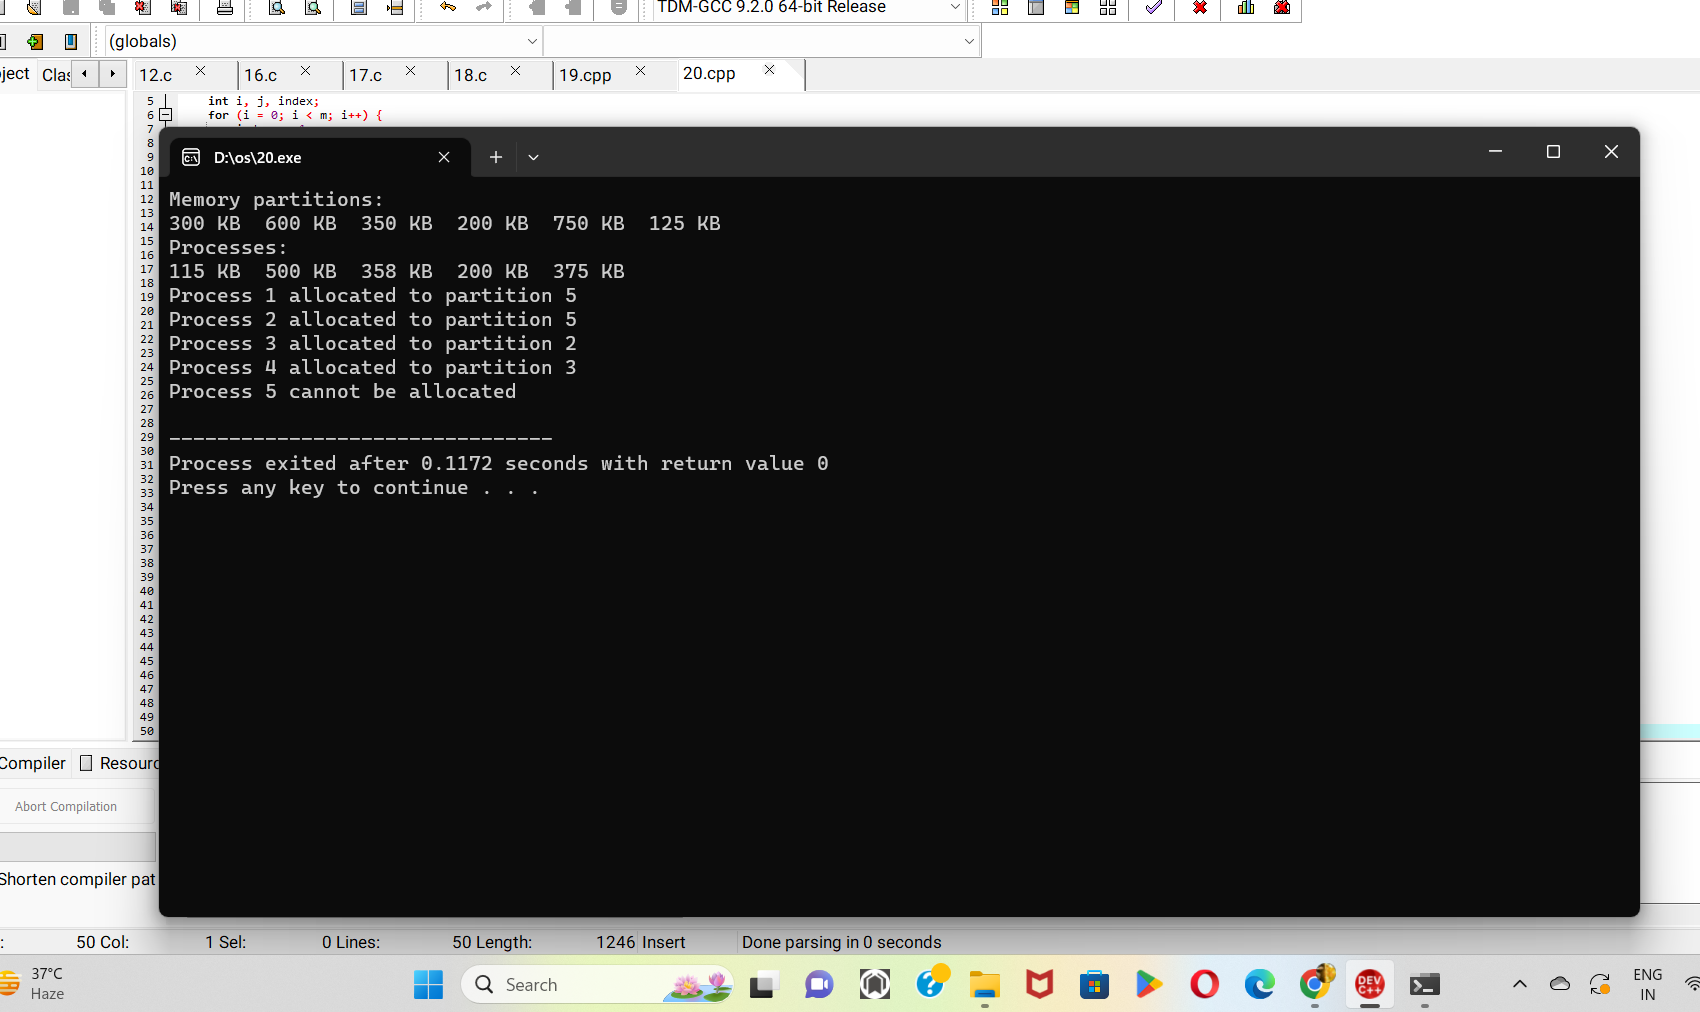 TDM-GCC 9.2.0 64-bit Release
(globals)
ject Clas 12.c 16.c 17.c 18.c 19.cpp 20.cpp
5 int i, j, index;
6 for (i = 0; i < m; i++) {
7
8
D:\os\20.exe
9
10
11
12
13
14
15
16
17
18
19
20
21
22
23
24
25
26
27
28
29
30
31
32
33
34
35
36
37
38
39
40
41
42
43
44
45
46
47
48
49
50
Memory partitions:
300 KB  600 KB  350 KB  200 KB  750 KB  125 KB
Processes:
115 KB  500 KB  358 KB  200 KB  375 KB
Process 1 allocated to partition 5
Process 2 allocated to partition 5
Process 3 allocated to partition 2
Process 4 allocated to partition 3
Process 5 cannot be allocated
--------------------------------
Process exited after 0.1172 seconds with return value 0
Press any key to continue . . .
Compiler Resourc
Abort Compilation
Shorten compiler pat
: 50 Col: 1 Sel: 0 Lines: 50 Length: 1246 Insert Done parsing in 0 seconds
37°C
Haze
Search
DEV
C++
ENG
IN